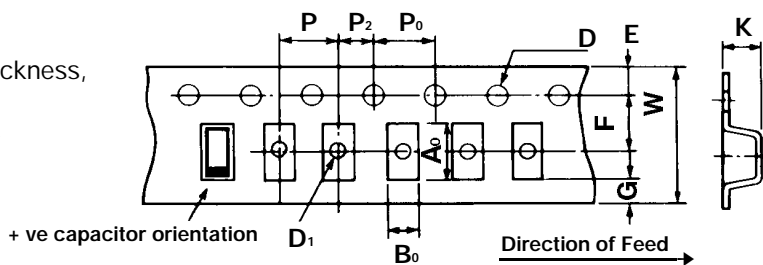 P P₂ P₀ D E K
ckness,
W
F
A₀
G
+ ve capacitor orientation
D₁
B₀
Direction of Feed